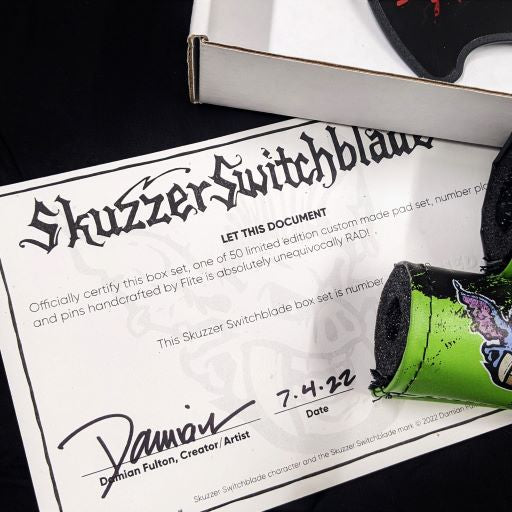 SkuzzerSwitchblade
LET THIS DOCUMENT
Officially certify this box set, one of 50 limited edition custom made pad set, number
and pins handcrafted by Flite is absolutely unequivocally RAD!
This Skuzzer Switchblade box set is number
Damian
7.4.22
Damian Fulton, Creator/Artist
Date
Skuzzer Switchblade character and the Skuzzer Switchblade mark © 2022 Damian